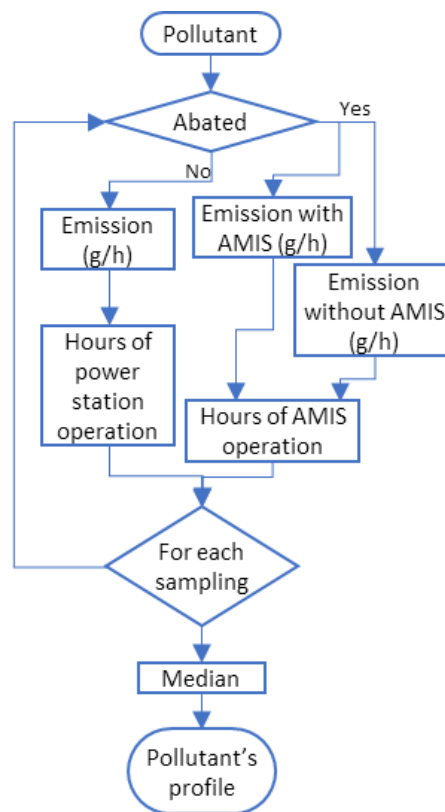 Pollutant
Abated
Yes
No
Emission
(g/h)
Emission with
AMIS (g/h)
Emission
without AMIS
(g/h)
Hours of
power
station
operation
Hours of AMIS
operation
For each
sampling
Median
Pollutant's
profile